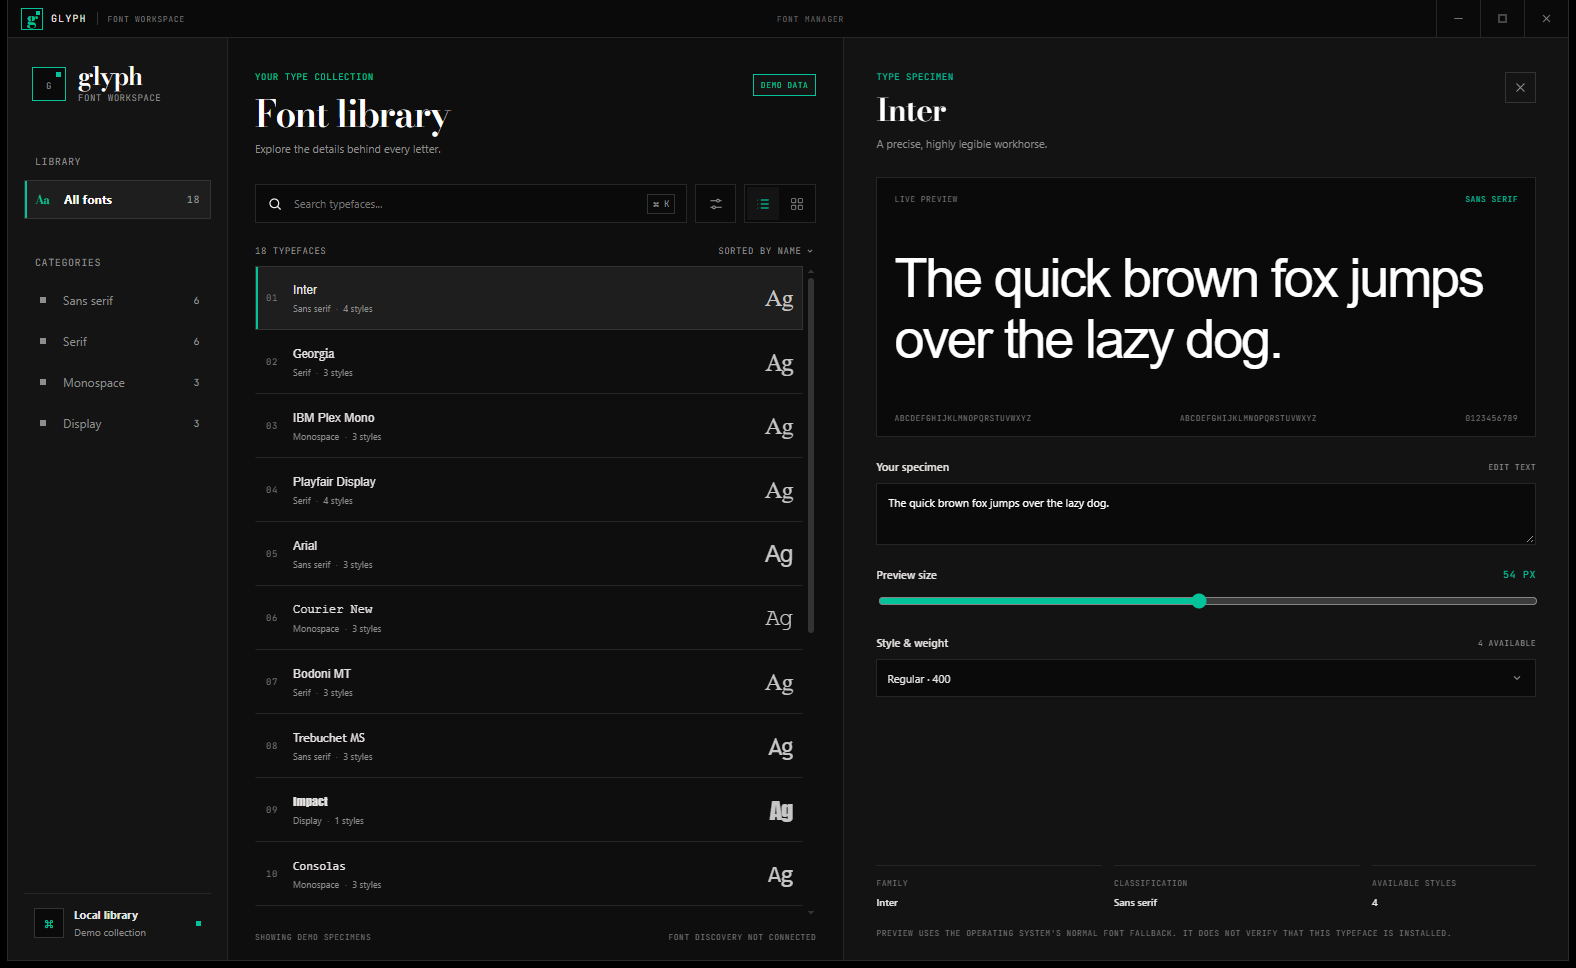 g GLYPH FONT WORKSPACE
FONT MANAGER
G
glyph
FONT WORKSPACE
LIBRARY
Aa All fonts 18
CATEGORIES
Sans serif 6
Serif 6
Monospace 3
Display 3
⌘ Local library
Demo collection
YOUR TYPE COLLECTION
DEMO DATA
Font library
Explore the details behind every letter.
Search typefaces... ⌘ K
18 TYPEFACES SORTED BY NAME
01 Inter Ag
Sans serif · 4 styles
02 Georgia Ag
Serif · 3 styles
03 IBM Plex Mono Ag
Monospace · 3 styles
04 Playfair Display Ag
Serif · 4 styles
05 Arial Ag
Sans serif · 3 styles
06 Courier New Ag
Monospace · 3 styles
07 Bodoni MT Ag
Serif · 3 styles
08 Trebuchet MS Ag
Sans serif · 3 styles
09 Impact Ag
Display · 1 styles
10 Consolas Ag
Monospace · 3 styles
SHOWING DEMO SPECIMENS FONT DISCOVERY NOT CONNECTED
TYPE SPECIMEN
Inter
A precise, highly legible workhorse.
LIVE PREVIEW SANS SERIF
The quick brown fox jumps
over the lazy dog.
ABCDEFGHIJKLMNOPQRSTUVWXYZ ABCDEFGHIJKLMNOPQRSTUVWXYZ 0123456789
Your specimen EDIT TEXT
The quick brown fox jumps over the lazy dog.
Preview size 54 PX
Style & weight 4 AVAILABLE
Regular · 400
FAMILY CLASSIFICATION AVAILABLE STYLES
Inter Sans serif 4
PREVIEW USES THE OPERATING SYSTEM'S NORMAL FONT FALLBACK. IT DOES NOT VERIFY THAT THIS TYPEFACE IS INSTALLED.